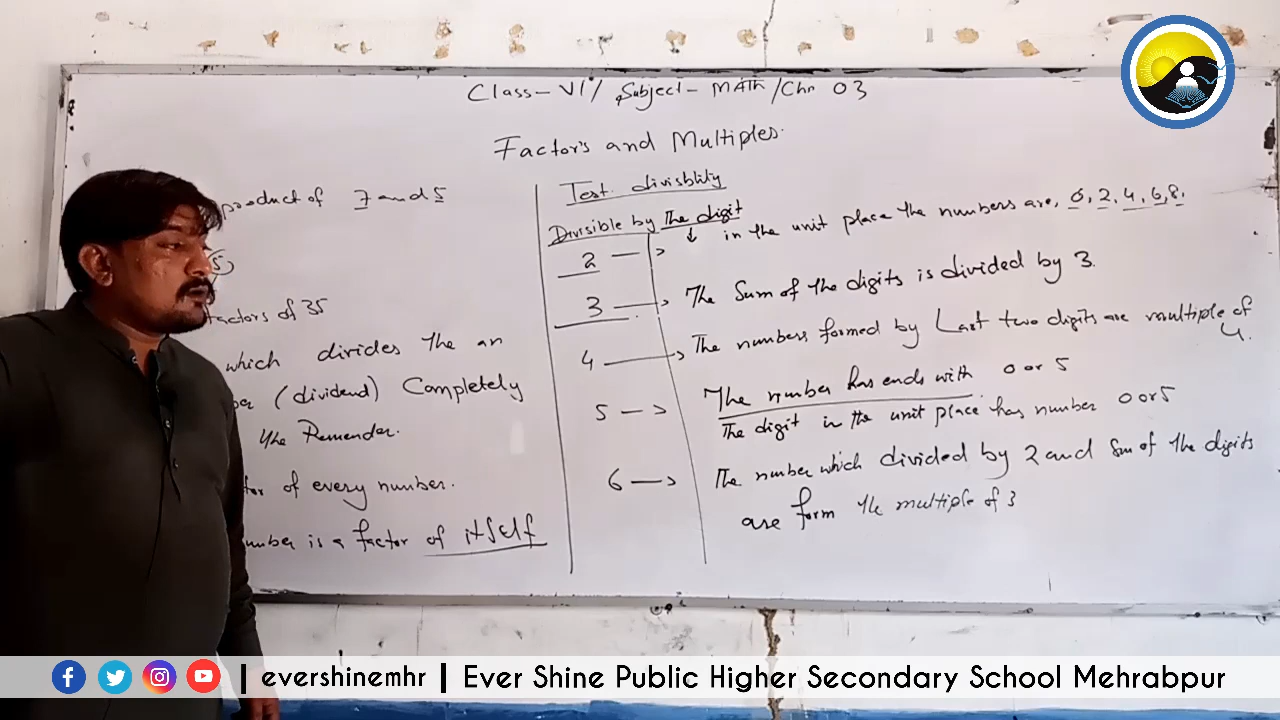 Class-VI / Subject - MATH / Chr 03
Factor's and Multiples.
product of 7 and 5
5
factors of 35
which divides the an
(dividend) Completely
the Remender.
of every number.
is a factor of itself
Test divisblity
Divisible by The digit
2 → in the unit place the numbers are, 0, 2, 4, 6, 8.
3 → The Sum of the digits is divided by 3.
4 → The numbers formed by Last two digits are multiple of
4.
5 → The number has ends with 0 or 5
The digit in the unit place has number 0 or 5
6 → The number which divided by 2 and Sum of the digits
are form the multiple of 3
| evershinemhr | Ever Shine Public Higher Secondary School Mehrabpur